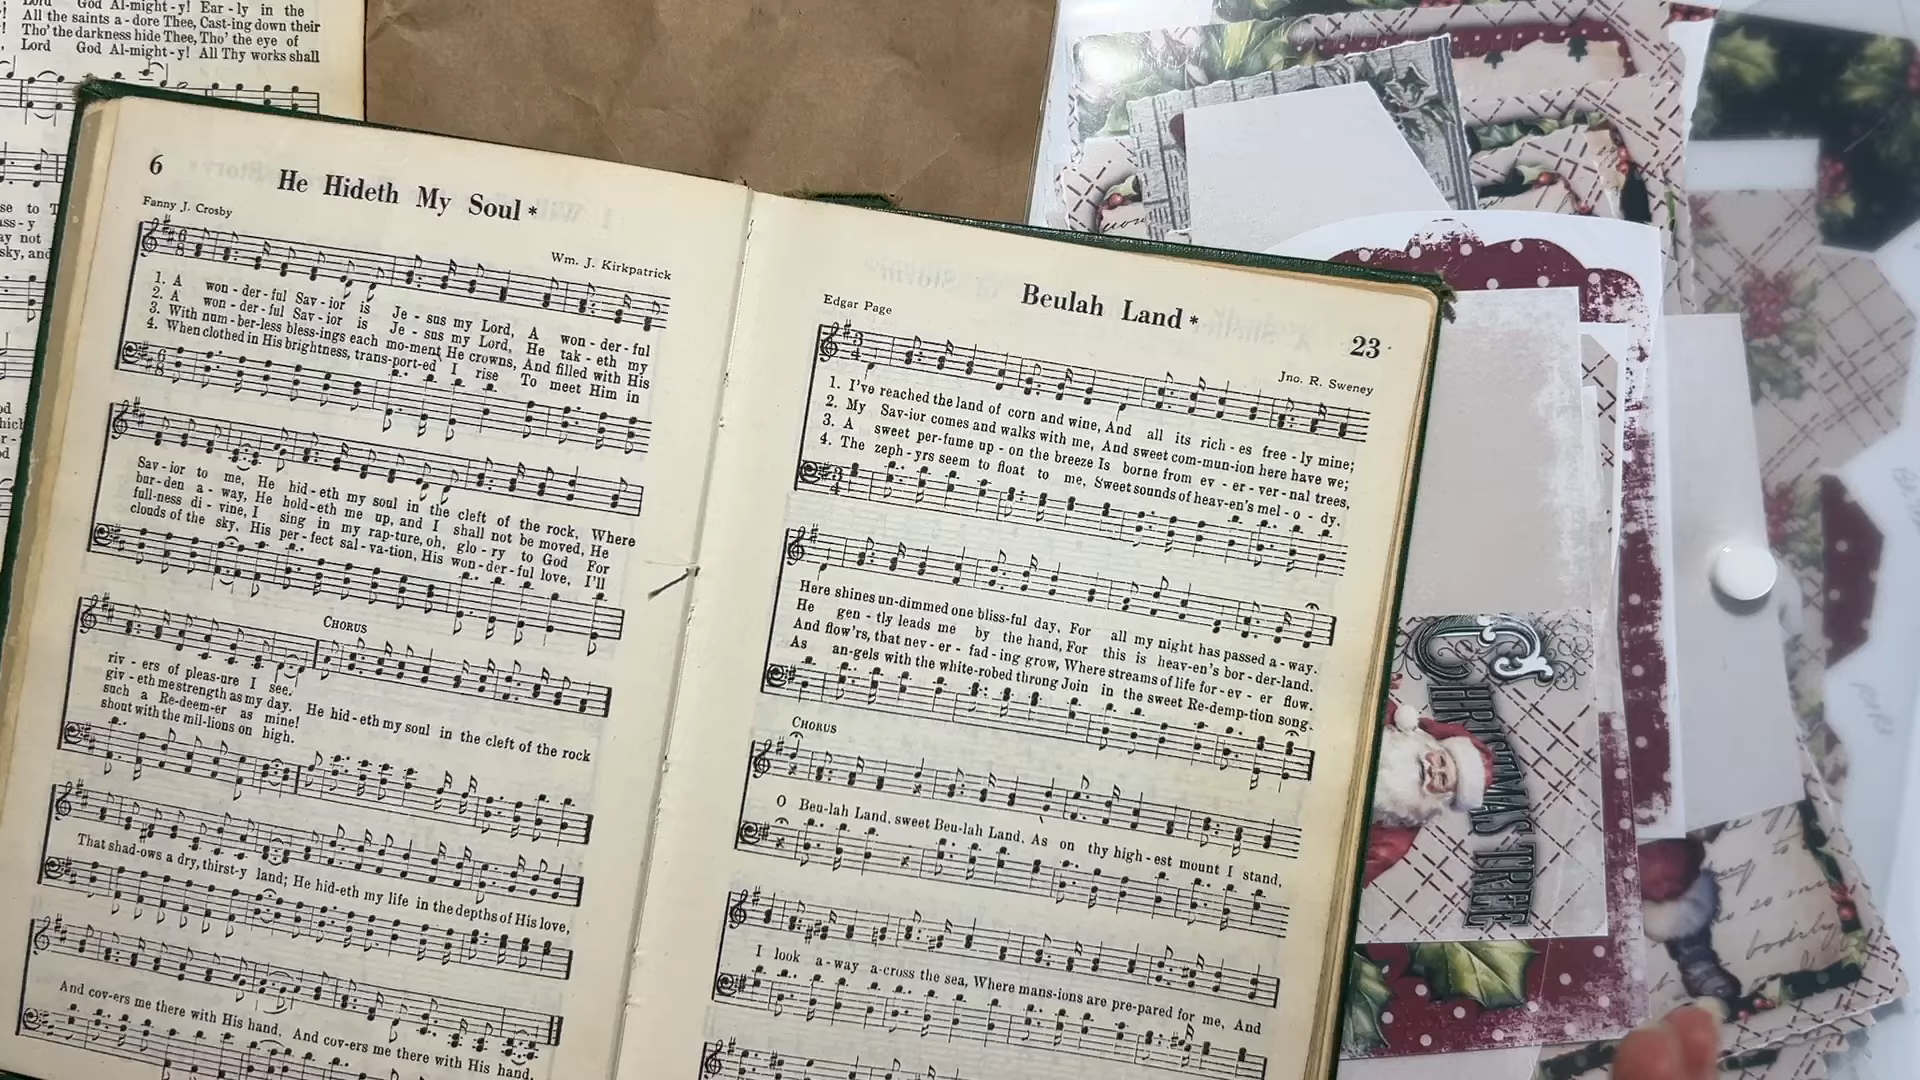 God Al-might-y! Ear-ly in the
All the saints a-dore Thee, Cast-ing down their
Tho' the darkness hide Thee, Tho' the eye of
Lord God Al-might-y! All Thy works shall
6
He Hideth My Soul *
Fanny J. Crosby
Wm. J. Kirkpatrick
1. A won-der-ful Sav-ior is Je-sus my Lord, A won-der-ful
2. A won-der-ful Sav-ior is Je-sus my Lord, He tak-eth my
3. With num-ber-less bless-ings each mo-ment He crowns, And filled with His
4. When clothed in His brightness, trans-port-ed I rise To meet Him in
Sav-ior to me, He hid-eth my soul in the cleft of the rock, Where
bur-den a-way, He hold-eth me up, and I shall not be moved, He
full-ness di-vine, I sing in my rap-ture, oh, glo-ry to God For
clouds of the sky, His per-fect sal-va-tion, His won-der-ful love, I'll
CHORUS
riv-ers of pleas-ure I see.
giv-eth me strength as my day.
such a Re-deem-er as mine!
shout with the mil-lions on high.
He hid-eth my soul in the cleft of the rock
That shad-ows a dry, thirst-y land; He hid-eth my life in the depths of His love,
And cov-ers me there with His hand, And cov-ers me there with His hand.
Beulah Land *
23
Edgar Page
Jno. R. Sweney
1. I've reached the land of corn and wine, And all its rich-es free-ly mine;
2. My Sav-ior comes and walks with me, And sweet com-mun-ion here have we;
3. A sweet per-fume up-on the breeze Is borne from ev-er-ver-nal trees,
4. The zeph-yrs seem to float to me, Sweet sounds of heav-en's mel-o-dy.
Here shines un-dimmed one bliss-ful day, For all my night has passed a-way.
He gen-tly leads me by the hand, For this is heav-en's bor-der-land.
And flow'rs, that nev-er-fad-ing grow, Where streams of life for-ev-er flow.
As an-gels with the white-robed throng Join in the sweet Re-demp-tion song.
CHORUS
O Beu-lah Land, sweet Beu-lah Land, As on thy high-est mount I stand,
I look a-way a-cross the sea, Where mans-ions are pre-pared for me, And
CHRISTMAS TREE
bodily